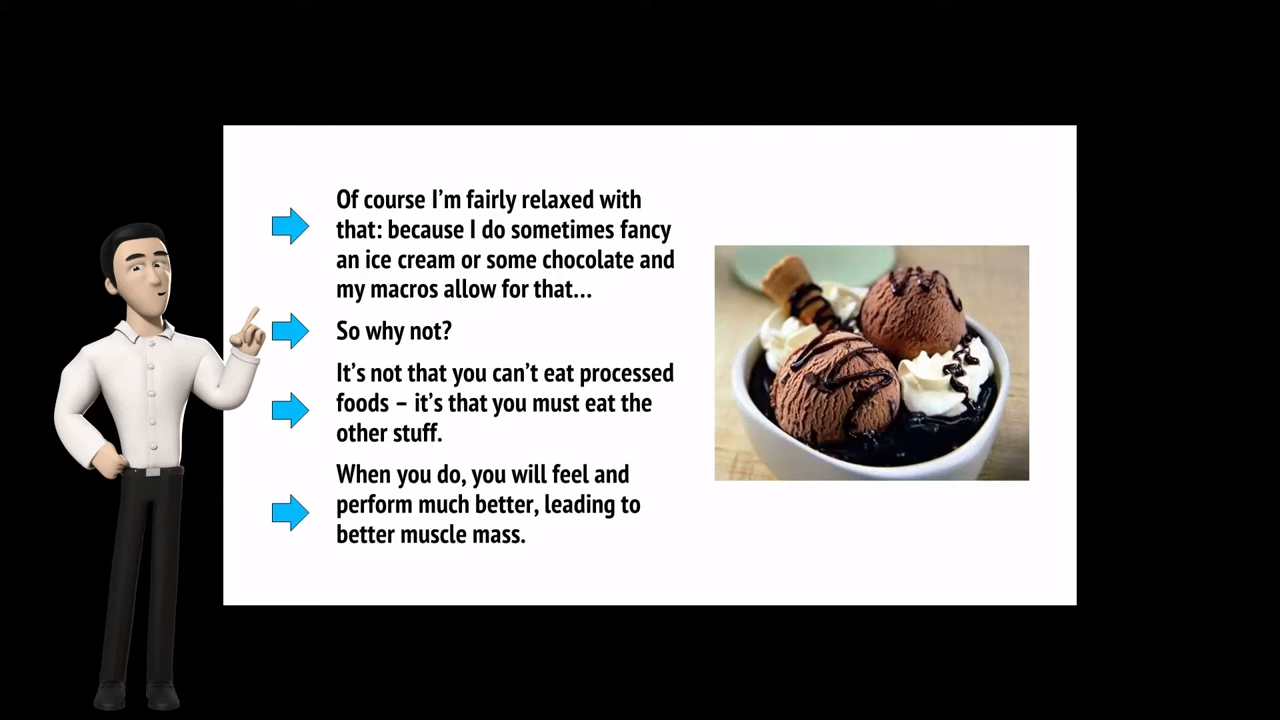 Of course I’m fairly relaxed with
that: because I do sometimes fancy
an ice cream or some chocolate and
my macros allow for that…
So why not?
It’s not that you can’t eat processed
foods – it’s that you must eat the
other stuff.
When you do, you will feel and
perform much better, leading to
better muscle mass.